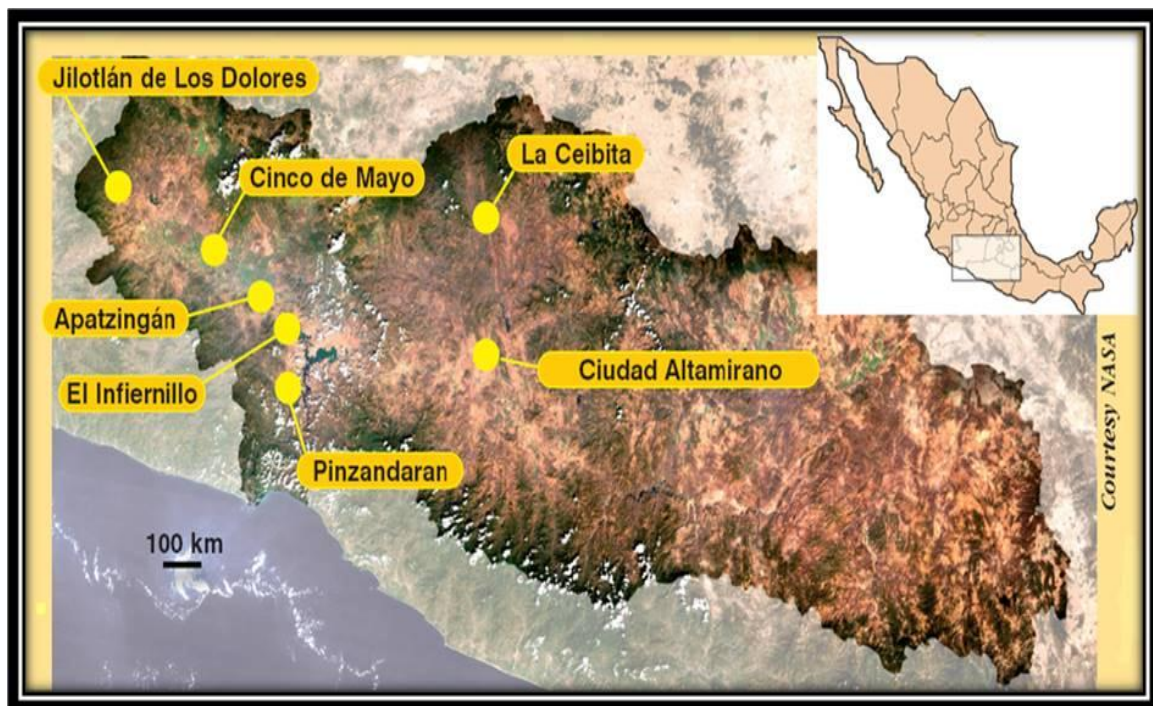 Jilotlán de Los Dolores
La Ceibita
Cinco de Mayo
Apatzingán
Ciudad Altamirano
El Infiernillo
Pinzandaran
100 km
Courtesy NASA